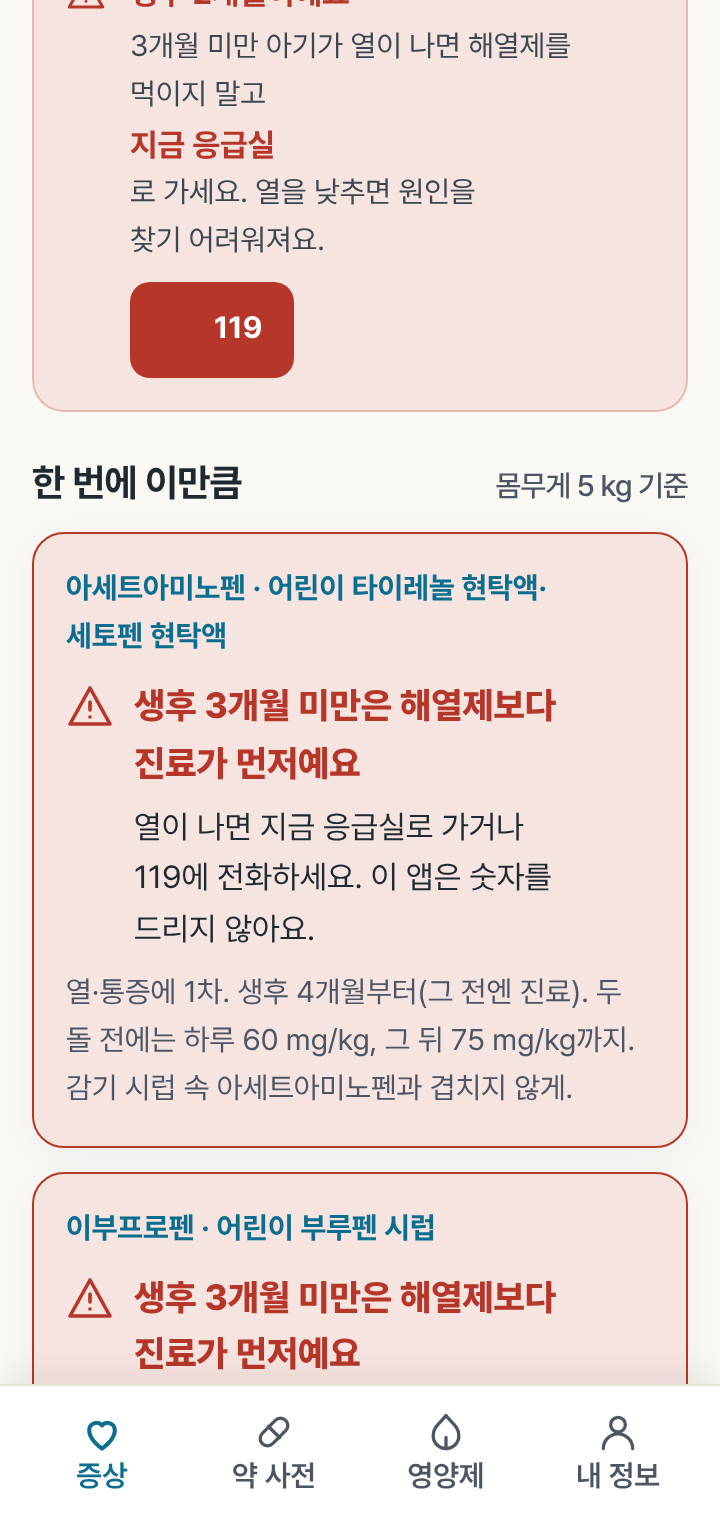 생후 2개월이에요
3개월 미만 아기가 열이 나면 해열제를
먹이지 말고
지금 응급실
로 가세요. 열을 낮추면 원인을
찾기 어려워져요.
119
한 번에 이만큼
몸무게 5 kg 기준
아세트아미노펜 · 어린이 타이레놀 현탁액·
세토펜 현탁액
생후 3개월 미만은 해열제보다
진료가 먼저예요
열이 나면 지금 응급실로 가거나
119에 전화하세요. 이 앱은 숫자를
드리지 않아요.
열·통증에 1차. 생후 4개월부터(그 전엔 진료). 두
돌 전에는 하루 60 mg/kg, 그 뒤 75 mg/kg까지.
감기 시럽 속 아세트아미노펜과 겹치지 않게.
이부프로펜 · 어린이 부루펜 시럽
생후 3개월 미만은 해열제보다
진료가 먼저예요
증상
약 사전
영양제
내 정보